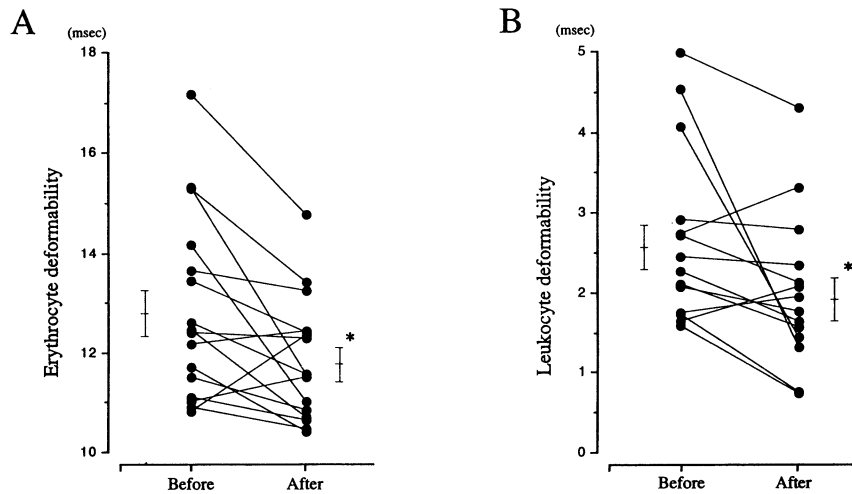 A
(msec)
18
16
14
12
10
Erythrocyte deformability
Before
After
*
B
(msec)
5
4
3
2
1
0
Leukocyte deformability
Before
After
*